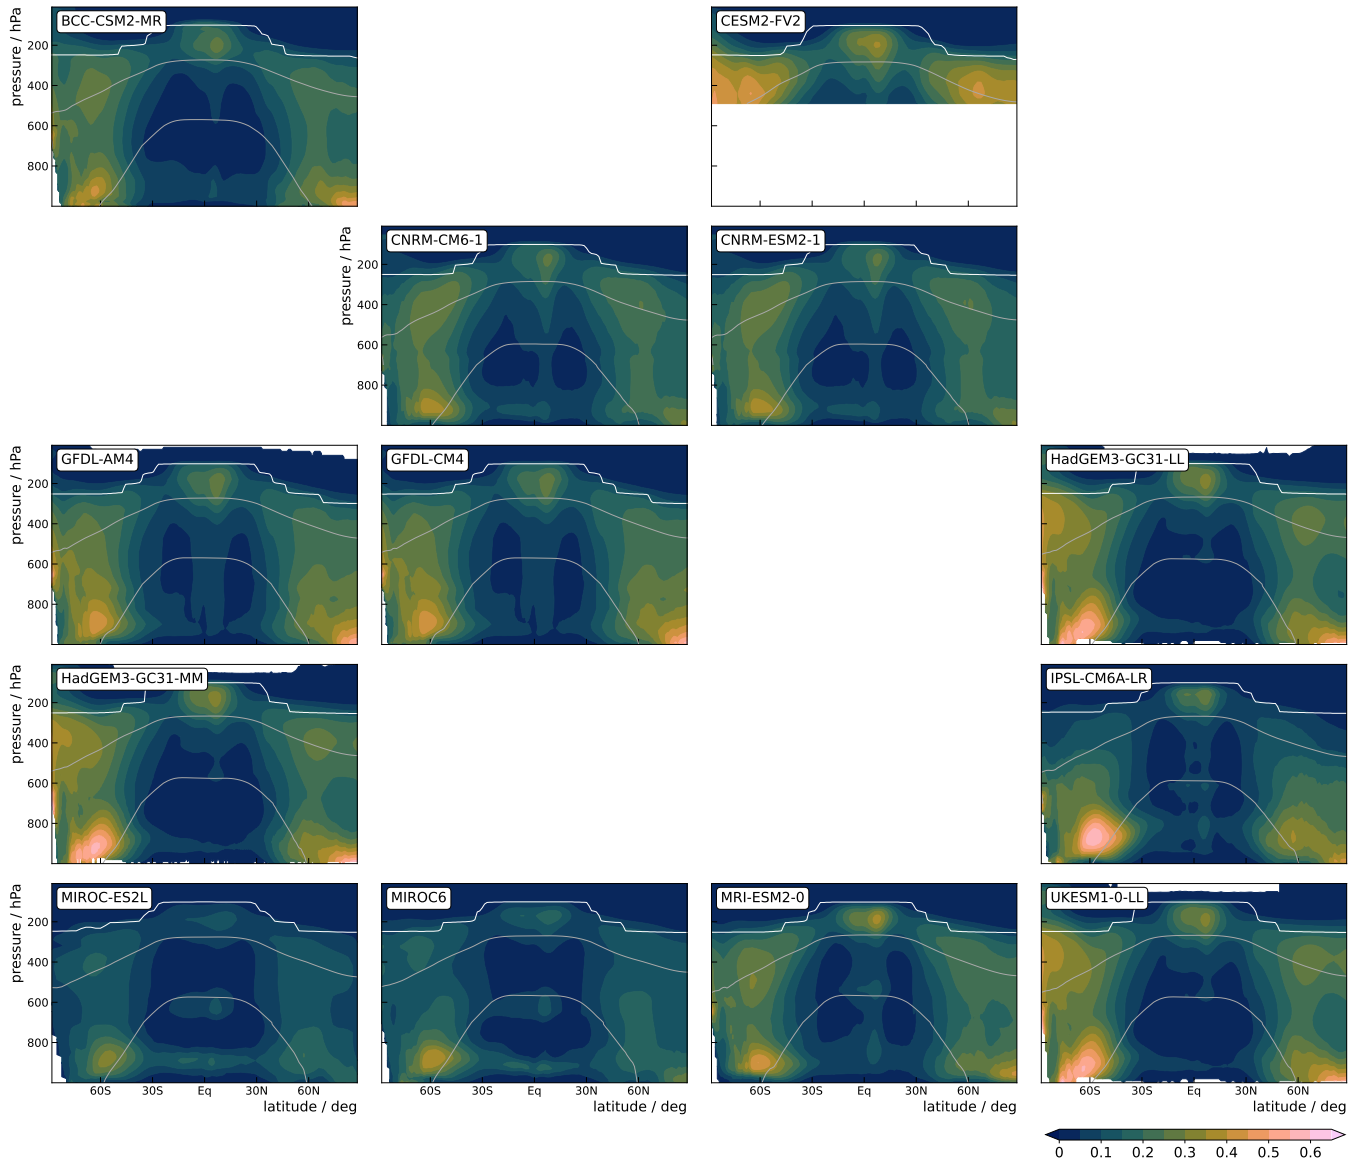 BCC-CSM2-MR
CESM2-FV2
pressure / hPa
200
400
600
800
CNRM-CM6-1
CNRM-ESM2-1
pressure / hPa
200
400
600
800
GFDL-AM4
GFDL-CM4
HadGEM3-GC31-LL
pressure / hPa
200
400
600
800
HadGEM3-GC31-MM
IPSL-CM6A-LR
pressure / hPa
200
400
600
800
MIROC-ES2L
MIROC6
MRI-ESM2-0
UKESM1-0-LL
pressure / hPa
200
400
600
800
60S 30S Eq 30N 60N
60S 30S Eq 30N 60N
60S 30S Eq 30N 60N
60S 30S Eq 30N 60N
latitude / deg
latitude / deg
latitude / deg
latitude / deg
0 0.1 0.2 0.3 0.4 0.5 0.6